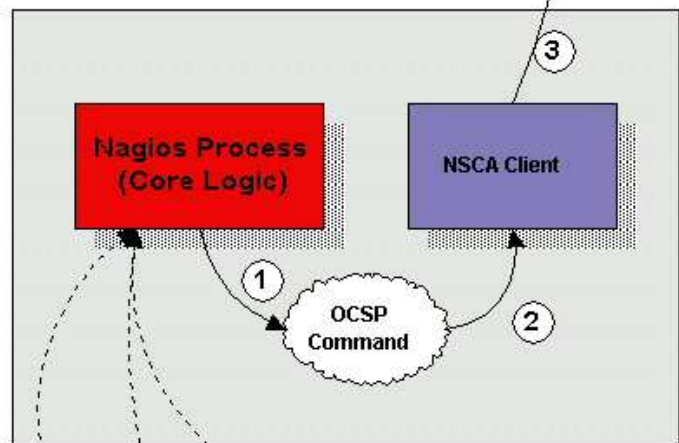 3
Nagios Process
(Core Logic)
NSCA Client
1
OCSP
Command
2